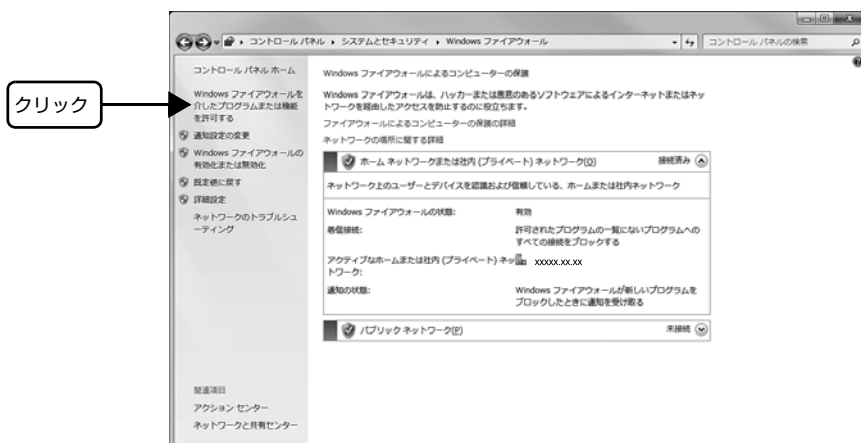 コントロール パネル ▸ システムとセキュリティ ▸ Windows ファイアウォール
コントロール パネルの検索
クリック
コントロール パネル ホーム
Windows ファイアウォールを
介したプログラムまたは機能
を許可する
通知設定の変更
Windows ファイアウォールの
有効化または無効化
既定値に戻す
詳細設定
ネットワークのトラブルシュ
ーティング
関連項目
アクション センター
ネットワークと共有センター
Windows ファイアウォールによるコンピューターの保護
Windows ファイアウォールは、ハッカーまたは悪意のあるソフトウェアによるインターネットまたはネッ
トワークを経由したアクセスを防止するのに役立ちます。
ファイアウォールによるコンピューターの保護の詳細
ネットワークの場所に関する詳細
ホーム ネットワークまたは社内 (プライベート) ネットワーク(O) 接続済み
ネットワーク上のユーザーとデバイスを認識および信頼している、ホームまたは社内ネットワーク
Windows ファイアウォールの状態: 有効
着信接続: 許可されたプログラムの一覧にないプログラムへの
すべての接続をブロックする
アクティブなホームまたは社内 (プライベート) ネッ xxxxx.xx.xx
トワーク:
通知の状態: Windows ファイアウォールが新しいプログラムを
ブロックしたときに通知を受け取る
パブリック ネットワーク(P) 未接続